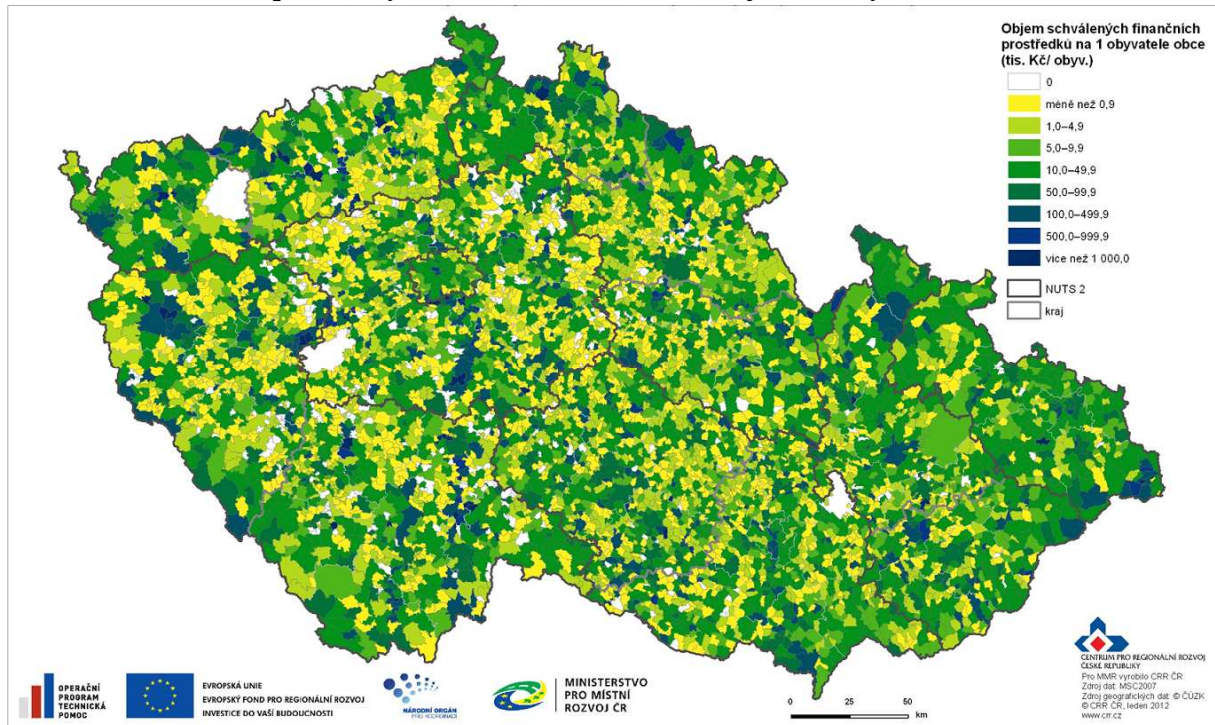 Objem schválených finančních
prostředků na 1 obyvatele obce
(tis. Kč/ obyv.)
0
méně než 0,9
1,0–4,9
5,0–9,9
10,0–49,9
50,0–99,9
100,0–499,9
500,0–999,9
více než 1 000,0
NUTS 2
kraj
OPERAČNÍ
PROGRAM
TECHNICKÁ
POMOC
EVROPSKÁ UNIE
EVROPSKÝ FOND PRO REGIONÁLNÍ ROZVOJ
INVESTICE DO VAŠÍ BUDOUCNOSTI
NÁRODNÍ ORGÁN
PRO KOORDINACI
MINISTERSTVO
PRO MÍSTNÍ
ROZVOJ ČR
0 25 50
km
CENTRUM PRO REGIONÁLNÍ ROZVOJ
ČESKÉ REPUBLIKY
Pro MMR vyrobilo CRR ČR
Zdroj dat: MSC2007
Zdroj geografických dat: © ČÚZK
© CRR ČR, leden 2012
www.crr.cz